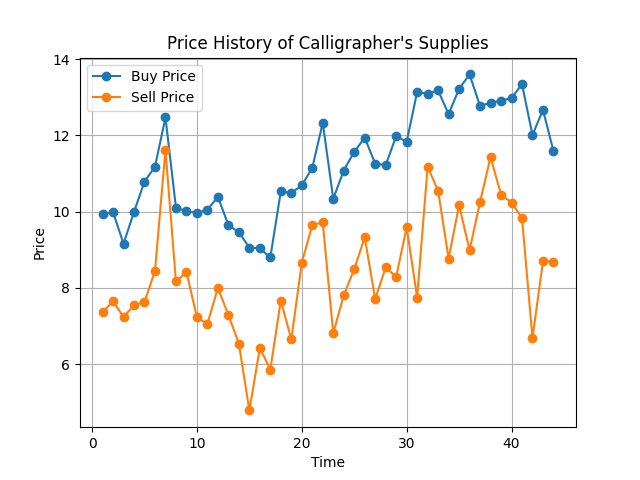 Price History of Calligrapher's Supplies
Buy Price
Sell Price
Price
14
12
10
8
6
0 10 20 30 40
Time